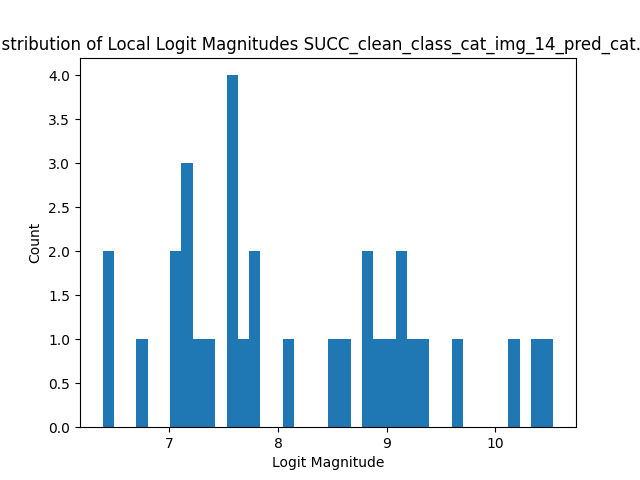 stribution of Local Logit Magnitudes SUCC_clean_class_cat_img_14_pred_cat.
4.0
3.5
3.0
2.5
2.0
1.5
1.0
0.5
0.0
Count
7 8 9 10
Logit Magnitude